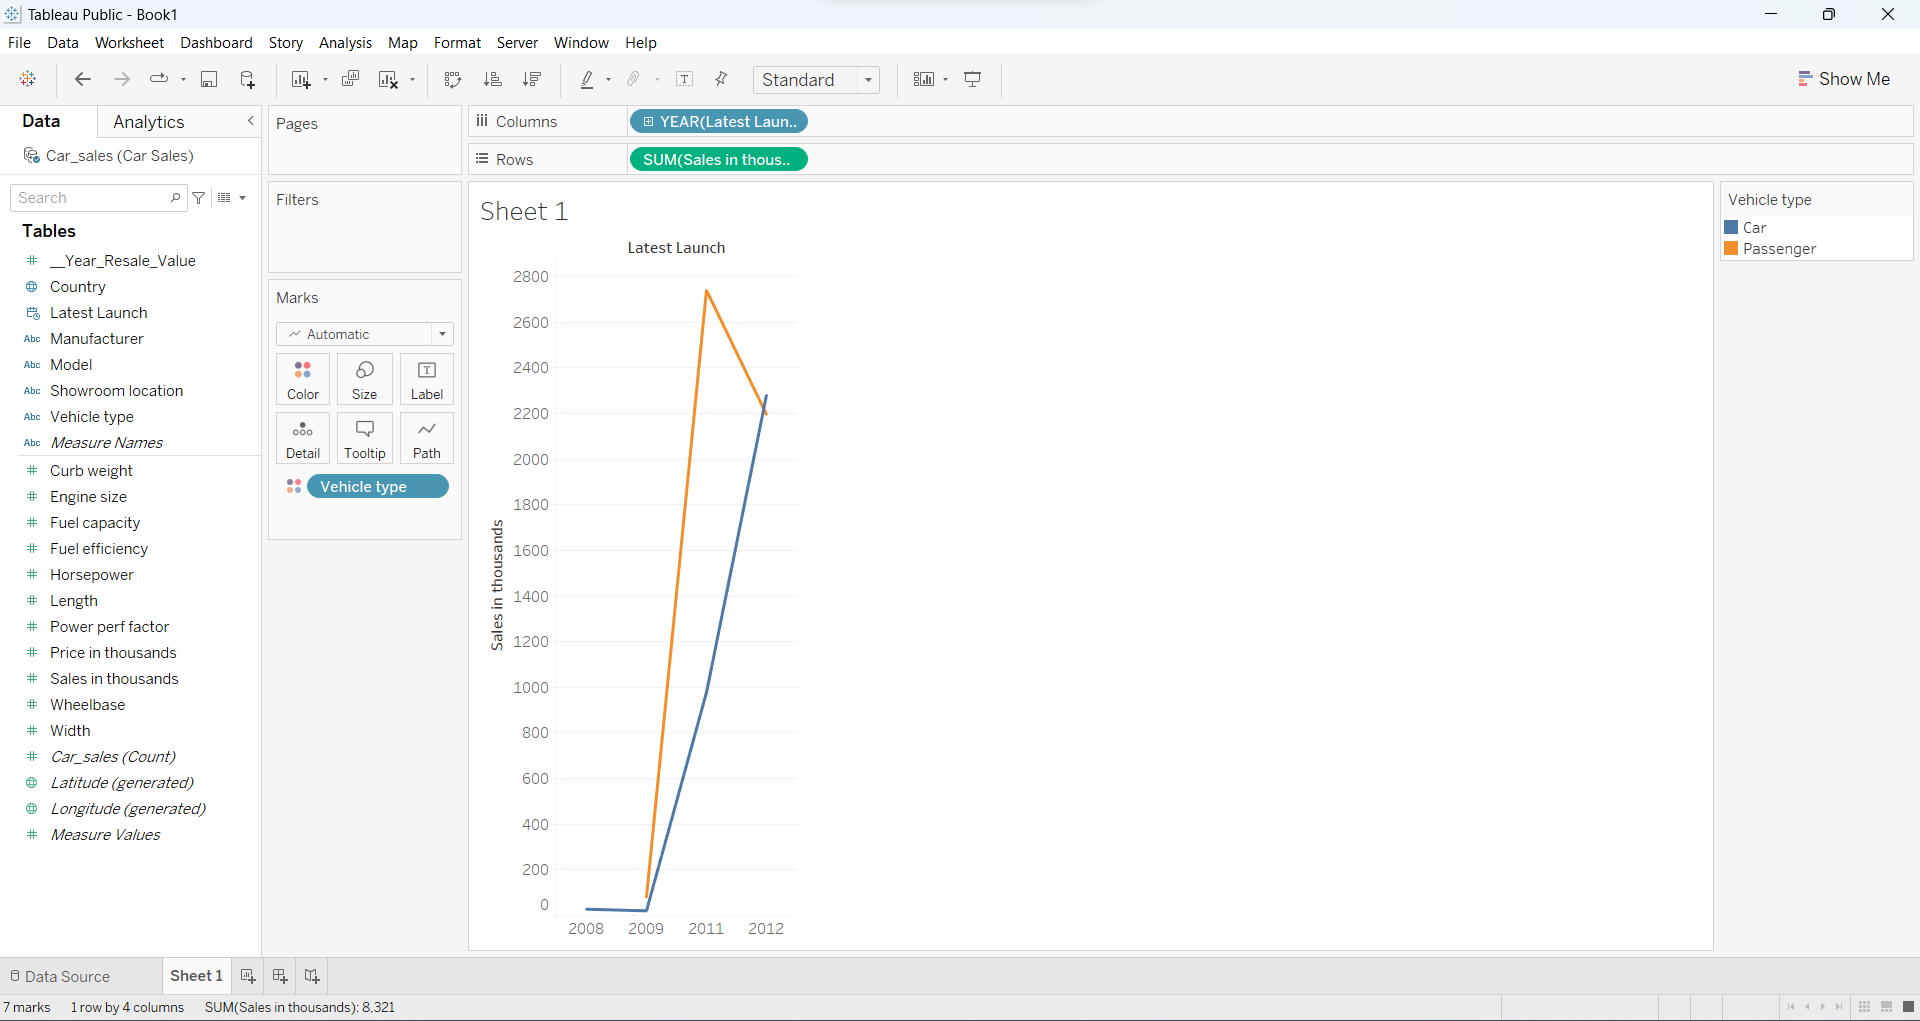 Tableau Public - Book1
File Data Worksheet Dashboard Story Analysis Map Format Server Window Help
Standard
Show Me
Data
Analytics
Car_sales (Car Sales)
Search
Tables
__Year_Resale_Value
Country
Latest Launch
Abc Manufacturer
Abc Model
Abc Showroom location
Abc Vehicle type
Abc Measure Names
Curb weight
Engine size
Fuel capacity
Fuel efficiency
Horsepower
Length
Power perf factor
Price in thousands
Sales in thousands
Wheelbase
Width
Car_sales (Count)
Latitude (generated)
Longitude (generated)
Measure Values
Pages
Filters
Marks
Automatic
Color Size Label
Detail Tooltip Path
Vehicle type
Columns
YEAR(Latest Laun..
Rows
SUM(Sales in thous..
Sheet 1
Latest Launch
2800
2600
2400
2200
2000
1800
1600
1400
1200
1000
800
600
400
200
0
Sales in thousands
2008 2009 2011 2012
Vehicle type
Car
Passenger
Data Source
Sheet 1
7 marks 1 row by 4 columns SUM(Sales in thousands): 8,321